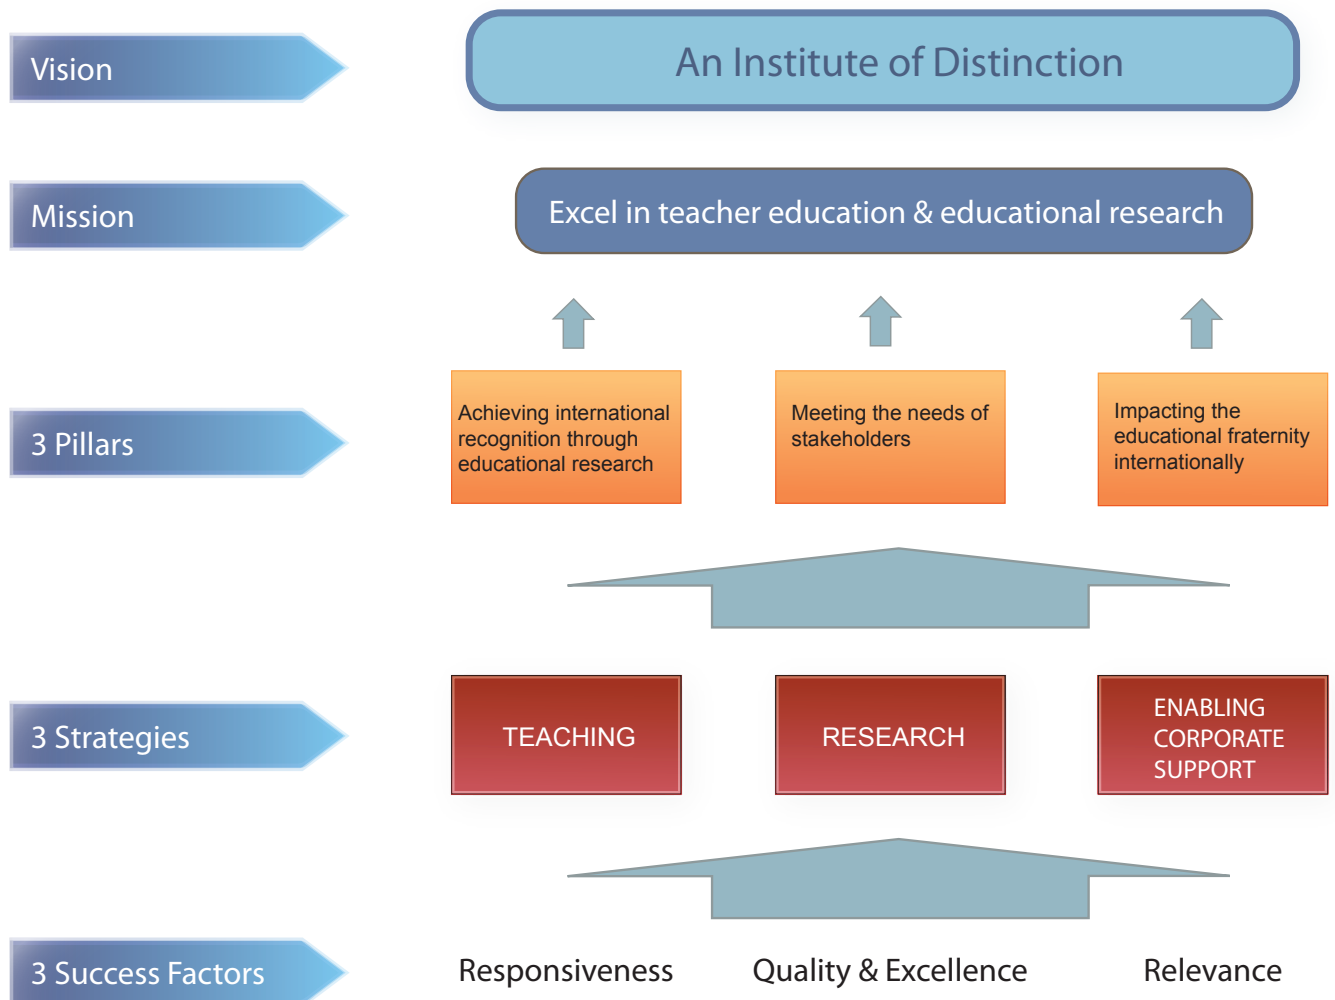 Vision
An Institute of Distinction
Mission
Excel in teacher education & educational research
3 Pillars
Achieving international
recognition through
educational research
Meeting the needs of
stakeholders
Impacting the
educational fraternity
internationally
3 Strategies
TEACHING
RESEARCH
ENABLING
CORPORATE
SUPPORT
3 Success Factors
Responsiveness
Quality & Excellence
Relevance